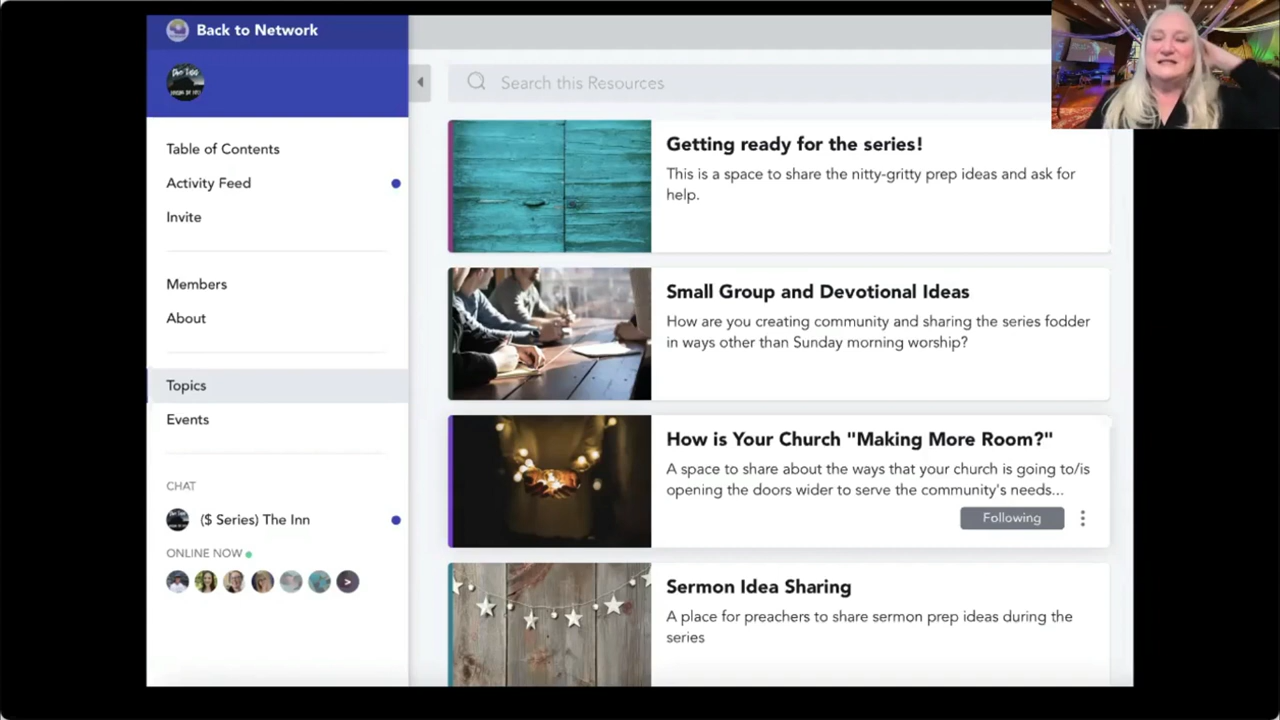 Back to Network
Search this Resources
Table of Contents
Activity Feed
Invite
Members
About
Topics
Events
CHAT
($ Series) The Inn
ONLINE NOW
Getting ready for the series!
This is a space to share the nitty-gritty prep ideas and ask for
help.
Small Group and Devotional Ideas
How are you creating community and sharing the series fodder
in ways other than Sunday morning worship?
How is Your Church "Making More Room?"
A space to share about the ways that your church is going to/is
opening the doors wider to serve the community's needs...
Following
Sermon Idea Sharing
A place for preachers to share sermon prep ideas during the
series